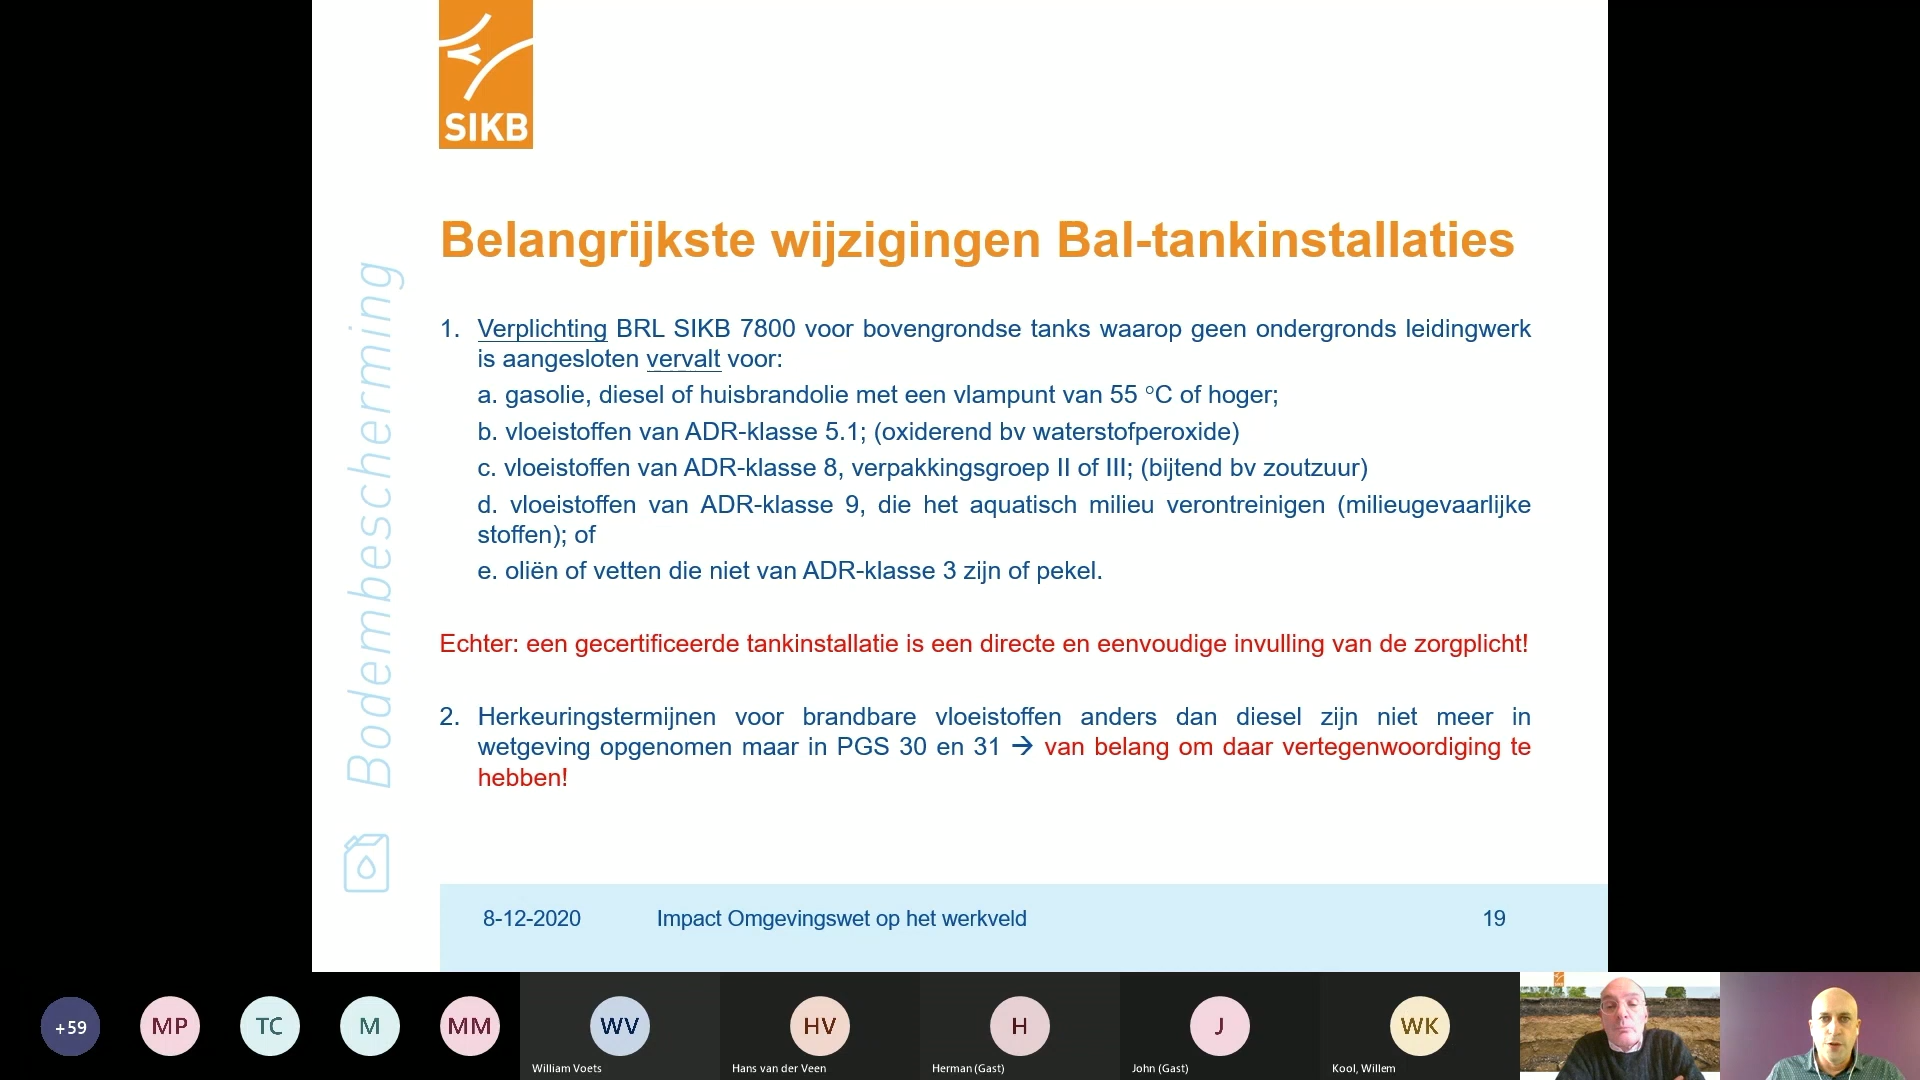 SIKB
Belangrijkste wijzigingen Bal-tankinstallaties
Bodembescherming
1. Verplichting BRL SIKB 7800 voor bovengrondse tanks waarop geen ondergronds leidingwerk
is aangesloten vervalt voor:
a. gasolie, diesel of huisbrandolie met een vlampunt van 55 °C of hoger;
b. vloeistoffen van ADR-klasse 5.1; (oxiderend bv waterstofperoxide)
c. vloeistoffen van ADR-klasse 8, verpakkingsgroep II of III; (bijtend bv zoutzuur)
d. vloeistoffen van ADR-klasse 9, die het aquatisch milieu verontreinigen (milieugevaarlijke
stoffen); of
e. oliën of vetten die niet van ADR-klasse 3 zijn of pekel.
Echter: een gecertificeerde tankinstallatie is een directe en eenvoudige invulling van de zorgplicht!
2. Herkeuringstermijnen voor brandbare vloeistoffen anders dan diesel zijn niet meer in
wetgeving opgenomen maar in PGS 30 en 31 → van belang om daar vertegenwoordiging te
hebben!
8-12-2020 Impact Omgevingswet op het werkveld 19
+59 MP TC M MM WV HV H J WK
William Voets Hans van der Veen Herman (Gast) John (Gast) Kool, Willem